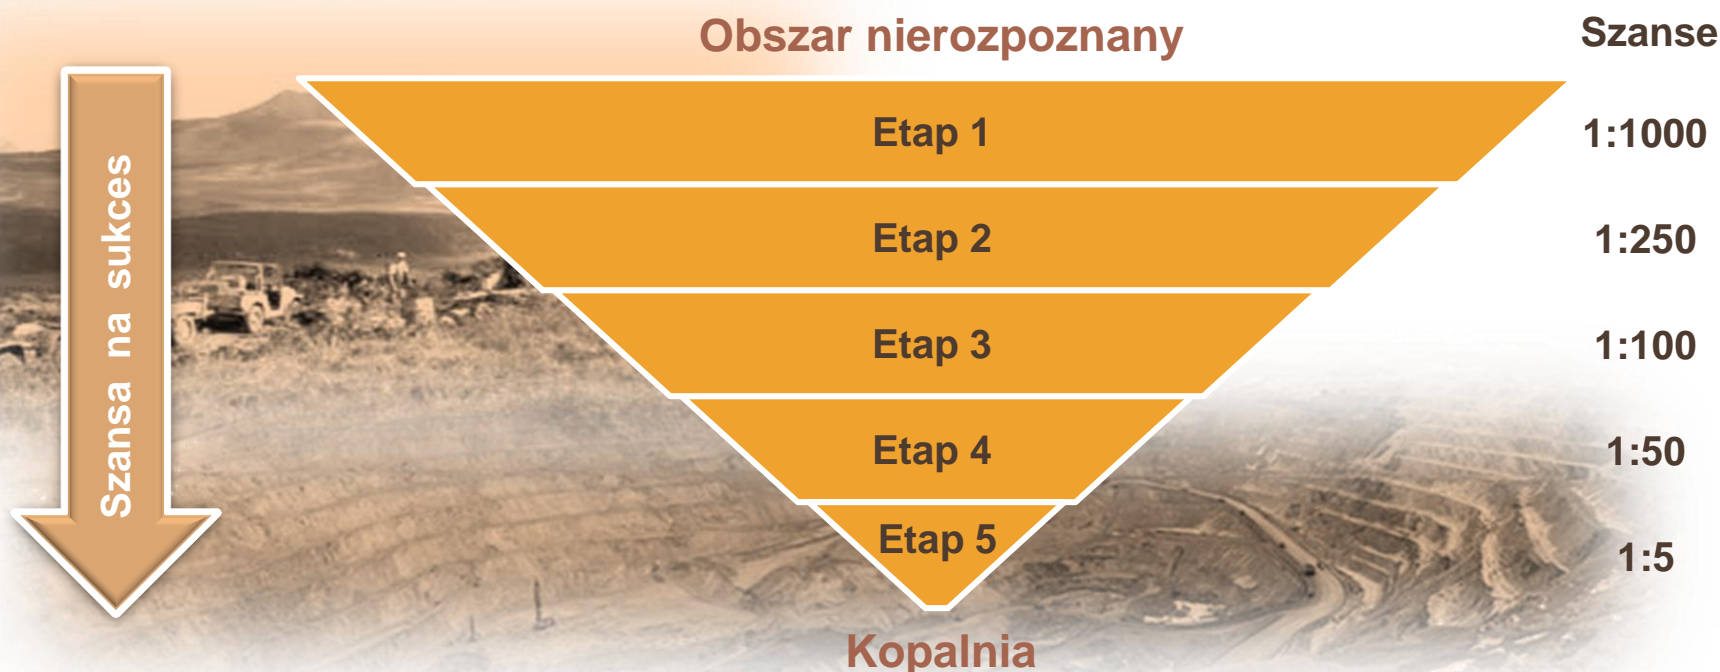 Obszar nierozpoznany
Szanse
Szansa na sukces
Etap 1
1:1000
Etap 2
1:250
Etap 3
1:100
Etap 4
1:50
Etap 5
1:5
Kopalnia